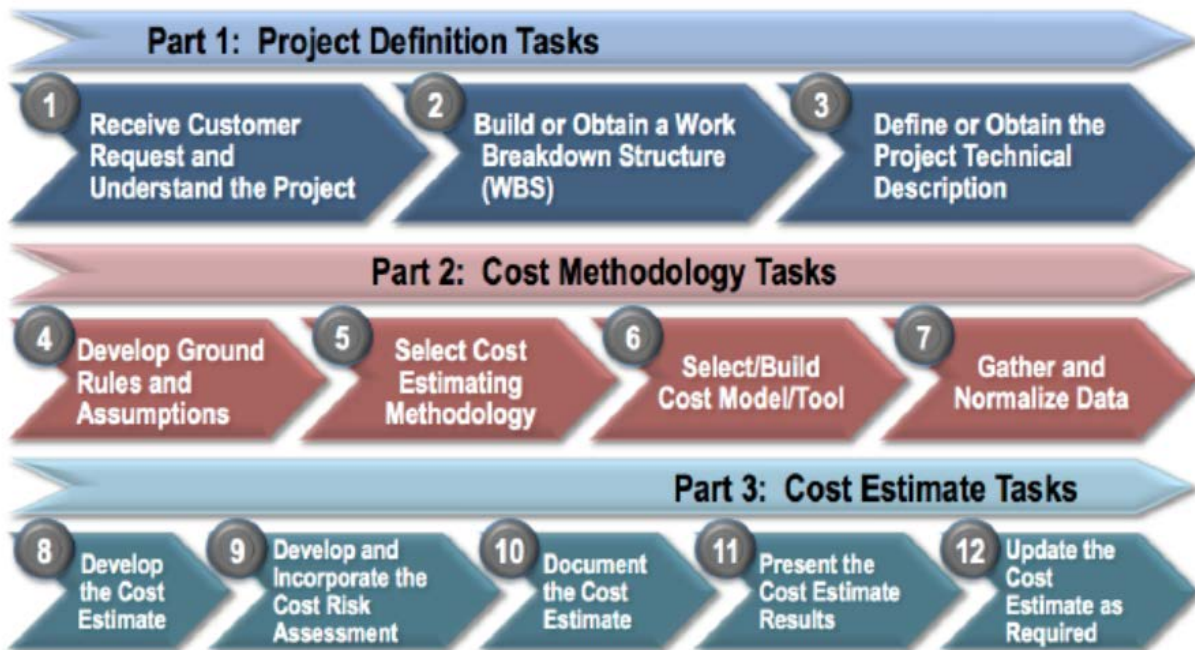 Part 1: Project Definition Tasks
1
Receive Customer
Request and
Understand the Project
2
Build or Obtain a Work
Breakdown Structure
(WBS)
3
Define or Obtain the
Project Technical
Description
Part 2: Cost Methodology Tasks
4
Develop Ground
Rules and
Assumptions
5
Select Cost
Estimating
Methodology
6
Select/Build
Cost Model/Tool
7
Gather and
Normalize Data
Part 3: Cost Estimate Tasks
8
Develop
the Cost
Estimate
9
Develop and
Incorporate the
Cost Risk
Assessment
10
Document
the Cost
Estimate
11
Present the
Cost Estimate
Results
12
Update the
Cost
Estimate as
Required